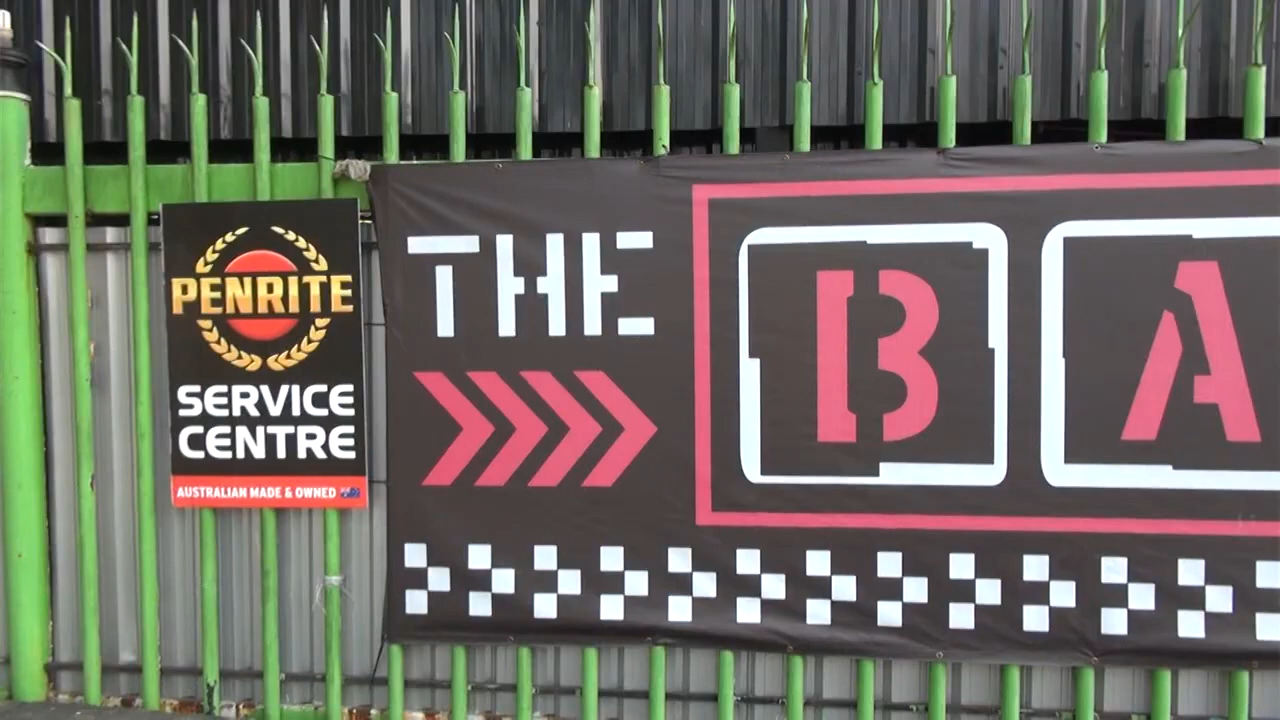 PENRITE
SERVICE
CENTRE
AUSTRALIAN MADE & OWNED
THE
B A